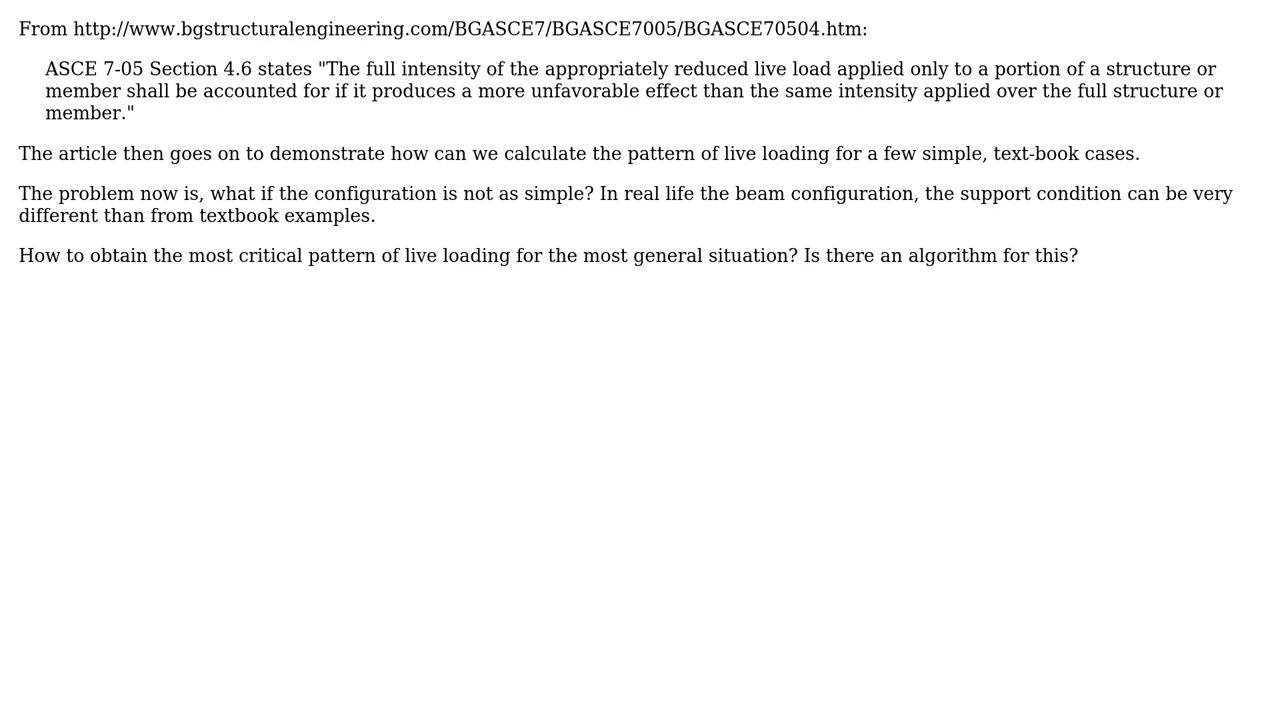 From http://www.bgstructuralengineering.com/BGASCE7/BGASCE7005/BGASCE70504.htm:
ASCE 7-05 Section 4.6 states "The full intensity of the appropriately reduced live load applied only to a portion of a structure or
member shall be accounted for if it produces a more unfavorable effect than the same intensity applied over the full structure or
member."
The article then goes on to demonstrate how can we calculate the pattern of live loading for a few simple, text-book cases.
The problem now is, what if the configuration is not as simple? In real life the beam configuration, the support condition can be very
different than from textbook examples.
How to obtain the most critical pattern of live loading for the most general situation? Is there an algorithm for this?